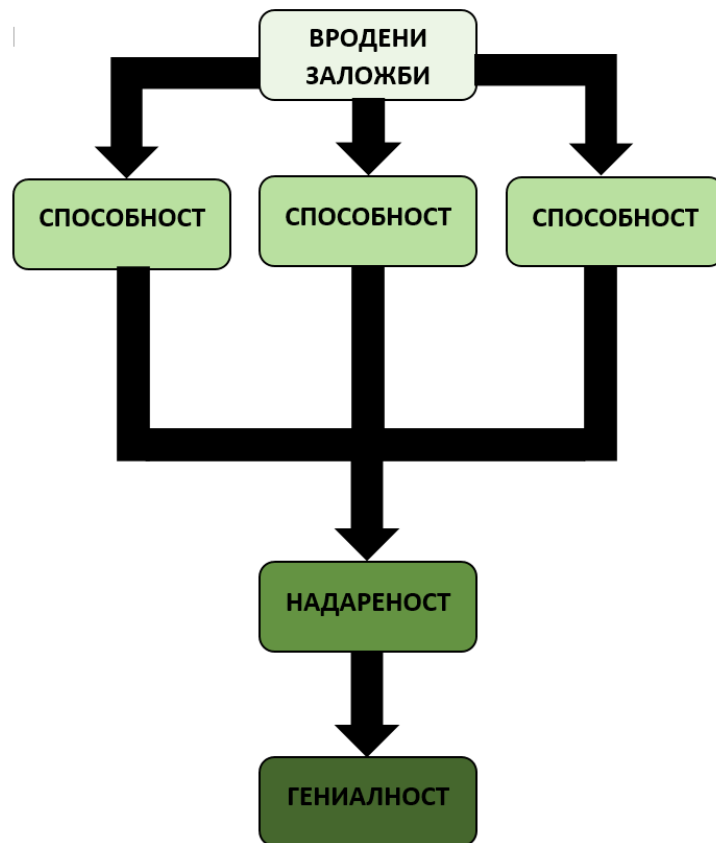 ВРОДЕНИ
ЗАЛОЖБИ
СПОСОБНОСТ
СПОСОБНОСТ
СПОСОБНОСТ
НАДАРЕНОСТ
ГЕНИАЛНОСТ